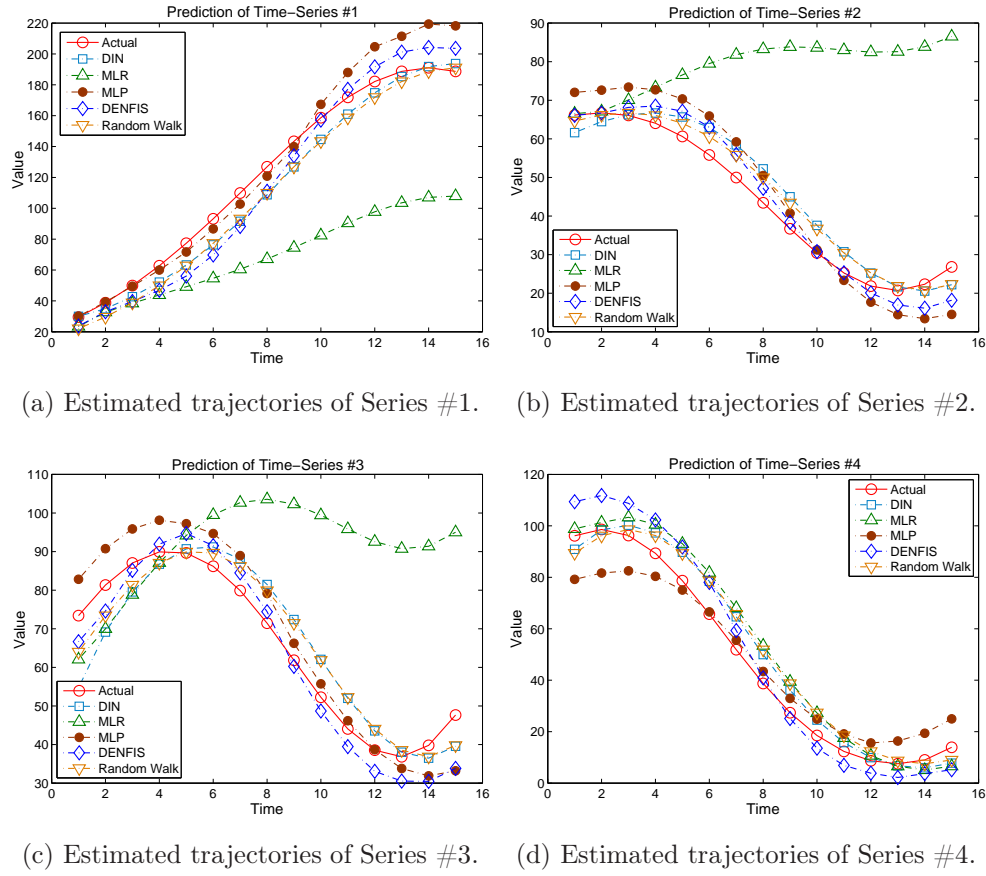 Prediction of Time−Series #1
220
200
180
160
140
120
100
80
60
40
20
Value
Actual
DIN
MLR
MLP
DENFIS
Random Walk
0 2 4 6 8 10 12 14 16
Time
(a) Estimated trajectories of Series #1.
Prediction of Time−Series #2
90
80
70
60
50
40
30
20
10
Value
Actual
DIN
MLR
MLP
DENFIS
Random Walk
0 2 4 6 8 10 12 14 16
Time
(b) Estimated trajectories of Series #2.
Prediction of Time−Series #3
110
100
90
80
70
60
50
40
30
Value
Actual
DIN
MLR
MLP
DENFIS
Random Walk
0 2 4 6 8 10 12 14 16
Time
(c) Estimated trajectories of Series #3.
Prediction of Time−Series #4
120
100
80
60
40
20
0
Value
Actual
DIN
MLR
MLP
DENFIS
Random Walk
0 2 4 6 8 10 12 14 16
Time
(d) Estimated trajectories of Series #4.